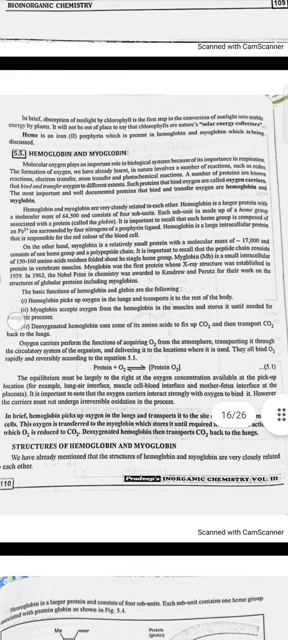 BIOINORGANIC CHEMISTRY 109
Scanned with CamScanner
In brief, absorption of sunlight by chlorophyll is the first step in the conversion of sunlight into usable
energy by plants. It will not be out of place to say that chlorophylls are nature's "solar energy collectors".
Heme is an iron (II) porphyrin which is present in hemoglobin and myoglobin which is being
discussed.
5.5. HEMOGLOBIN AND MYOGLOBIN
Molecular oxygen plays an important role in biological systems because of its importance in respiration.
The formation of oxygen, we have already learnt, in nature involves a number of reactions, such as redox
reactions, electron transfer, atom transfer and photochemical reactions. A number of proteins are known
that bind and transfer oxygen to different extents. Such proteins that bind oxygen are called oxygen carriers.
The most important and well documented proteins that bind and transfer oxygen are hemoglobin and
myoglobin.
Hemoglobin and myoglobin are very closely related to each other. Hemoglobin is a larger protein with
a molecular mass of 64,500 and consists of four sub-units. Each sub-unit is made up of a heme group
associated with a protein (called the globin). It is important to recall that each heme group is composed of
an Fe²⁺ ion surrounded by four nitrogens of a porphyrin ligand. Hemoglobin is a large intracellular protein
that is responsible for the red colour of the blood cell.
On the other hand, myoglobin is a relatively small protein with a molecular mass of ~ 17,000 and
consists of one heme group and a polypeptide chain. It is important to recall that the peptide chain consist
of 150-160 amino acids residues folded about he single heme group. Myglobin (Mb) is a small intracellular
protein in vertebrate muscles. Myoglobin was the first protein whose X-ray structure was established in
1959. In 1962, the Nobel Prize in chemistry was awarded to Kendrew and Perutz for their work on the
structures of globular proteins including myoglobins.
The basic functions of hemoglobin and globin are the following :
(i) Hemoglobin picks up oxygen in the lungs and transports it to the rest of the body.
(ii) Myoglobin accepts oxygen from the hemoglobin in the muscles and stores it until needed for
the process.
(iii) Deoxygenated hemoglobin uses some of its amino acids to fix up CO₂ and then transport CO₂
back to the lungs.
Oxygen carriers perform the functions of acquiring O₂ from the atmosphere, transporting it through
the circulatory system of the organism, and delivering it to the locations where it is used. They all bind O₂
rapidly and reversibly according to the equation 5.1.
Protein + O₂ ⇌ [Protein O₂] ...(5.1)
The equilibrium must be largely to the right at the oxygen concentration available at the pick-up
location (for example, lung-air interface, muscle cell-blood interface and mother-fetus interface at the
placenta). It is important to note that the oxygen carriers interact strongly with oxygen to bind it. However
the carriers must not undergo irreversible oxidation in the process.
In brief, hemoglobin picks up oxygen in the lungs and transports it to the site
cells. This oxygen is transferred to the myoglobin which stores it until required
which O₂ is reduced to CO₂. Deoxygenated hemoglobin then transports CO₂ back to the lungs.
16/26
STRUCTURES OF HEMOGLOBIN AND MYOGLOBIN
We have already mentioned that the structures of hemoglobin and myoglobin are very closely related
to each other.
110 Pradeep's INORGANIC CHEMISTRY VOL. III
Scanned with CamScanner
Hemoglobin is a larger protein and consists of four sub-units. Each sub-unit contains one heme group
associated with protein globin as shown in Fig. 5.4.
Me
Protein
(globin)